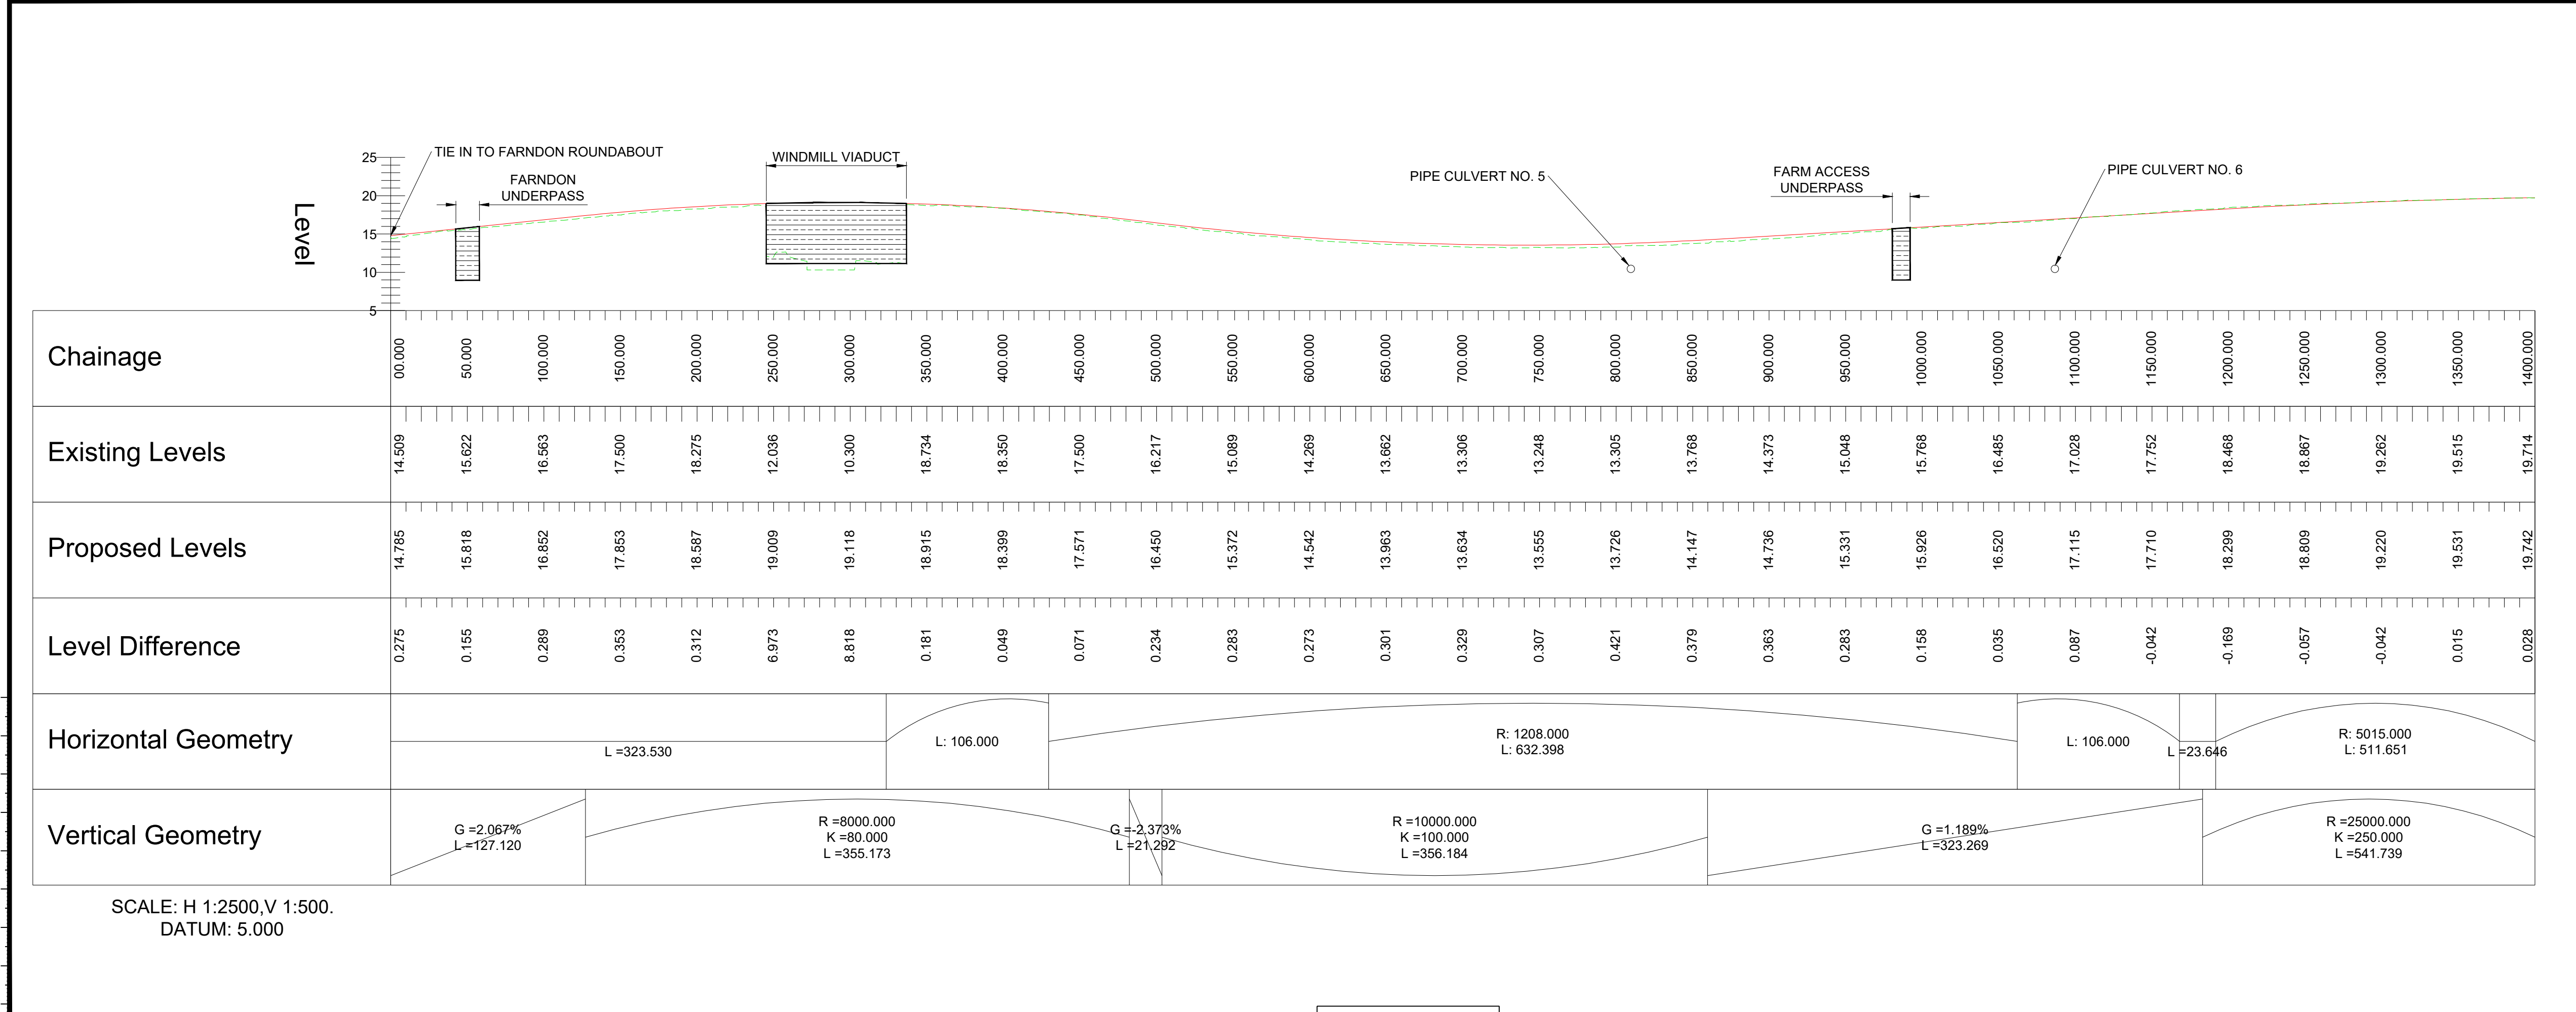 TIE IN TO FARNDON ROUNDABOUT
FARNDON
UNDERPASS
WINDMILL VIADUCT
PIPE CULVERT NO. 5
FARM ACCESS
UNDERPASS
PIPE CULVERT NO. 6
Level
25
20
15
10
5
Chainage
00.000 50.000 100.000 150.000 200.000 250.000 300.000 350.000 400.000 450.000 500.000 550.000 600.000 650.000 700.000 750.000 800.000 850.000 900.000 950.000 1000.000 1050.000 1100.000 1150.000 1200.000 1250.000 1300.000 1350.000 1400.000
Existing Levels
14.509 15.622 16.563 17.500 18.275 12.036 10.300 18.734 18.350 17.500 16.217 15.089 14.269 13.662 13.306 13.248 13.305 13.768 14.373 15.048 15.768 16.485 17.028 17.752 18.468 18.867 19.262 19.515 19.714
Proposed Levels
14.785 15.818 16.852 17.853 18.587 19.009 19.118 18.915 18.399 17.571 16.450 15.372 14.542 13.963 13.634 13.555 13.726 14.147 14.736 15.331 15.926 16.520 17.115 17.710 18.299 18.809 19.220 19.531 19.742
Level Difference
0.275 0.155 0.289 0.353 0.312 6.973 8.818 0.181 0.049 0.071 0.234 0.283 0.273 0.301 0.329 0.307 0.421 0.379 0.363 0.283 0.158 0.035 0.087 -0.042 -0.169 -0.057 -0.042 0.015 0.028
Horizontal Geometry
L =323.530
L: 106.000
R: 1208.000
L: 632.398
L: 106.000
L =23.646
R: 5015.000
L: 511.651
Vertical Geometry
G =2.067%
L =127.120
R =8000.000
K =80.000
L =355.173
G =-2.373%
L =21.292
R =10000.000
K =100.000
L =356.184
G =1.189%
L =323.269
R =25000.000
K =250.000
L =541.739
SCALE: H 1:2500,V 1:500.
DATUM: 5.000